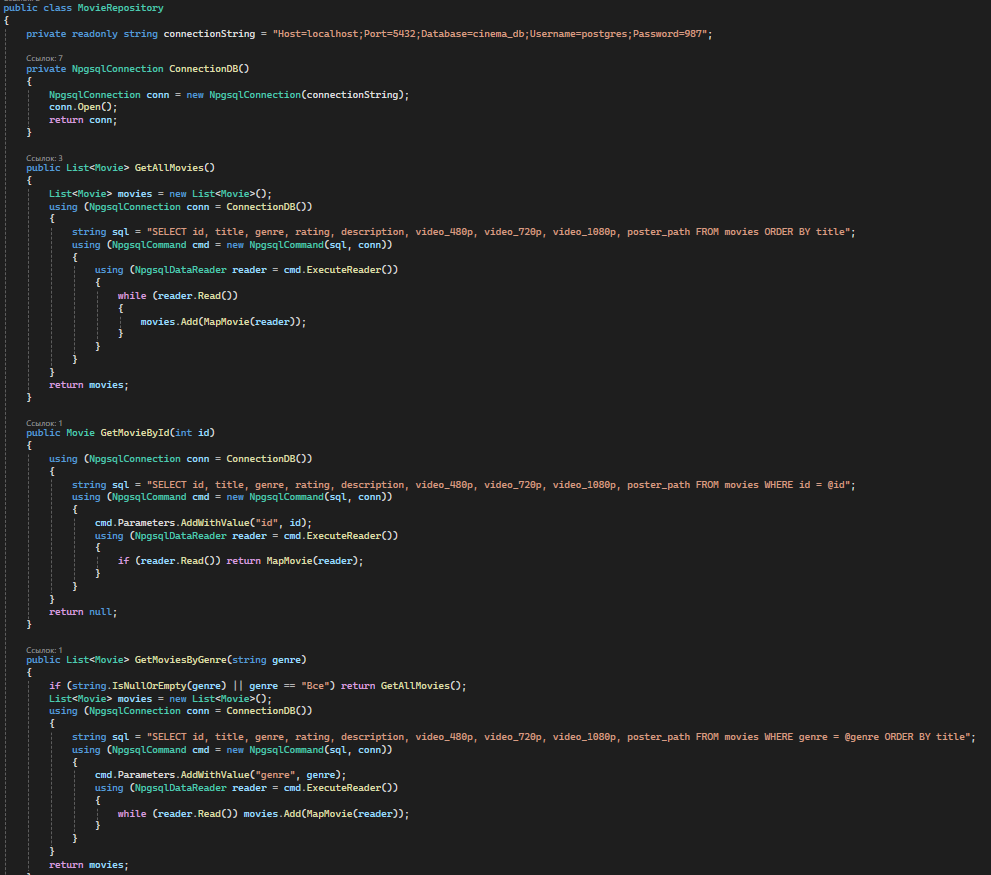 public class MovieRepository
{
private readonly string connectionString = "Host=localhost;Port=5432;Database=cinema_db;Username=postgres;Password=987";
Ссылок: 7
private NpgsqlConnection ConnectionDB()
{
NpgsqlConnection conn = new NpgsqlConnection(connectionString);
conn.Open();
return conn;
}
Ссылок: 3
public List<Movie> GetAllMovies()
{
List<Movie> movies = new List<Movie>();
using (NpgsqlConnection conn = ConnectionDB())
{
string sql = "SELECT id, title, genre, rating, description, video_480p, video_720p, video_1080p, poster_path FROM movies ORDER BY title";
using (NpgsqlCommand cmd = new NpgsqlCommand(sql, conn))
{
using (NpgsqlDataReader reader = cmd.ExecuteReader())
{
while (reader.Read())
{
movies.Add(MapMovie(reader));
}
}
}
}
return movies;
}
Ссылок: 1
public Movie GetMovieById(int id)
{
using (NpgsqlConnection conn = ConnectionDB())
{
string sql = "SELECT id, title, genre, rating, description, video_480p, video_720p, video_1080p, poster_path FROM movies WHERE id = @id";
using (NpgsqlCommand cmd = new NpgsqlCommand(sql, conn))
{
cmd.Parameters.AddWithValue("id", id);
using (NpgsqlDataReader reader = cmd.ExecuteReader())
{
if (reader.Read()) return MapMovie(reader);
}
}
}
return null;
}
Ссылок: 1
public List<Movie> GetMoviesByGenre(string genre)
{
if (string.IsNullOrEmpty(genre) || genre == "Все") return GetAllMovies();
List<Movie> movies = new List<Movie>();
using (NpgsqlConnection conn = ConnectionDB())
{
string sql = "SELECT id, title, genre, rating, description, video_480p, video_720p, video_1080p, poster_path FROM movies WHERE genre = @genre ORDER BY title";
using (NpgsqlCommand cmd = new NpgsqlCommand(sql, conn))
{
cmd.Parameters.AddWithValue("genre", genre);
using (NpgsqlDataReader reader = cmd.ExecuteReader())
{
while (reader.Read()) movies.Add(MapMovie(reader));
}
}
}
return movies;